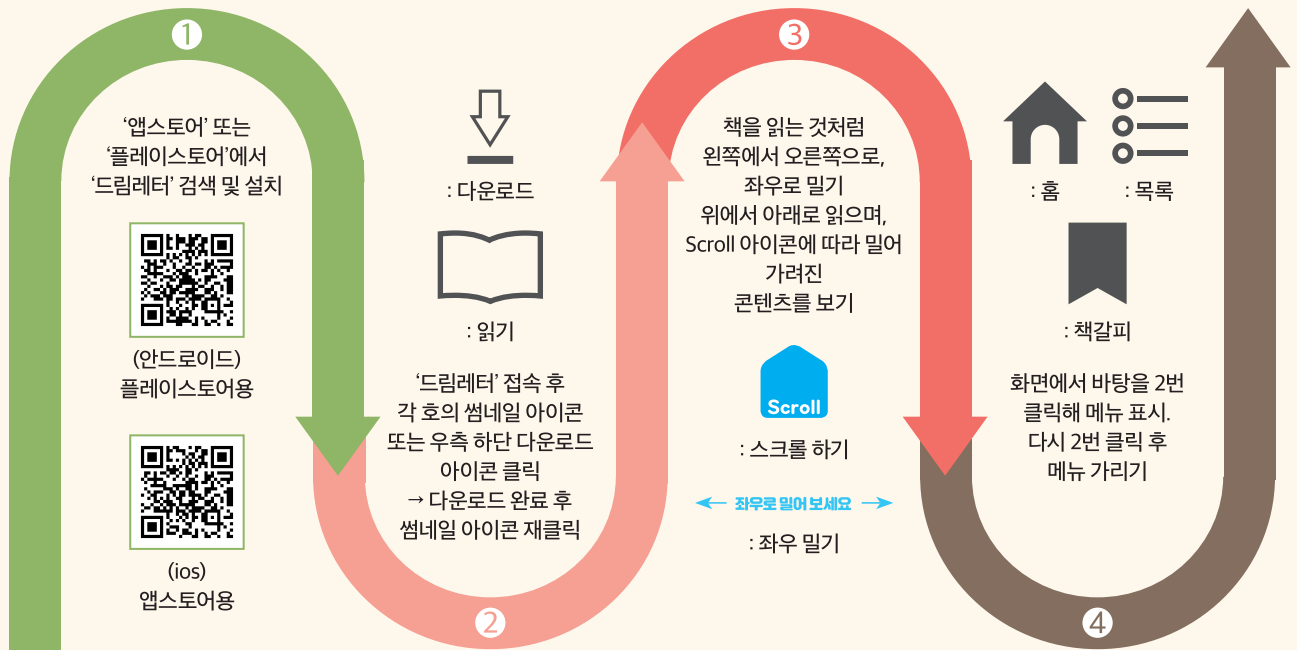 1
‘앱스토어’ 또는
‘플레이스토어’에서
‘드림레터’ 검색 및 설치
(안드로이드)
플레이스토어용
(ios)
앱스토어용
: 다운로드
: 읽기
‘드림레터’ 접속 후
각 호의 썸네일 아이콘
또는 우측 하단 다운로드
아이콘 클릭
→ 다운로드 완료 후
썸네일 아이콘 재클릭
2
3
책을 읽는 것처럼
왼쪽에서 오른쪽으로,
좌우로 밀기
위에서 아래로 읽으며,
Scroll 아이콘에 따라 밀어
가려진
콘텐츠를 보기
Scroll
: 스크롤 하기
좌우로 밀어 보세요
: 좌우 밀기
: 홈
: 목록
: 책갈피
화면에서 바탕을 2번
클릭해 메뉴 표시.
다시 2번 클릭 후
메뉴 가리기
4